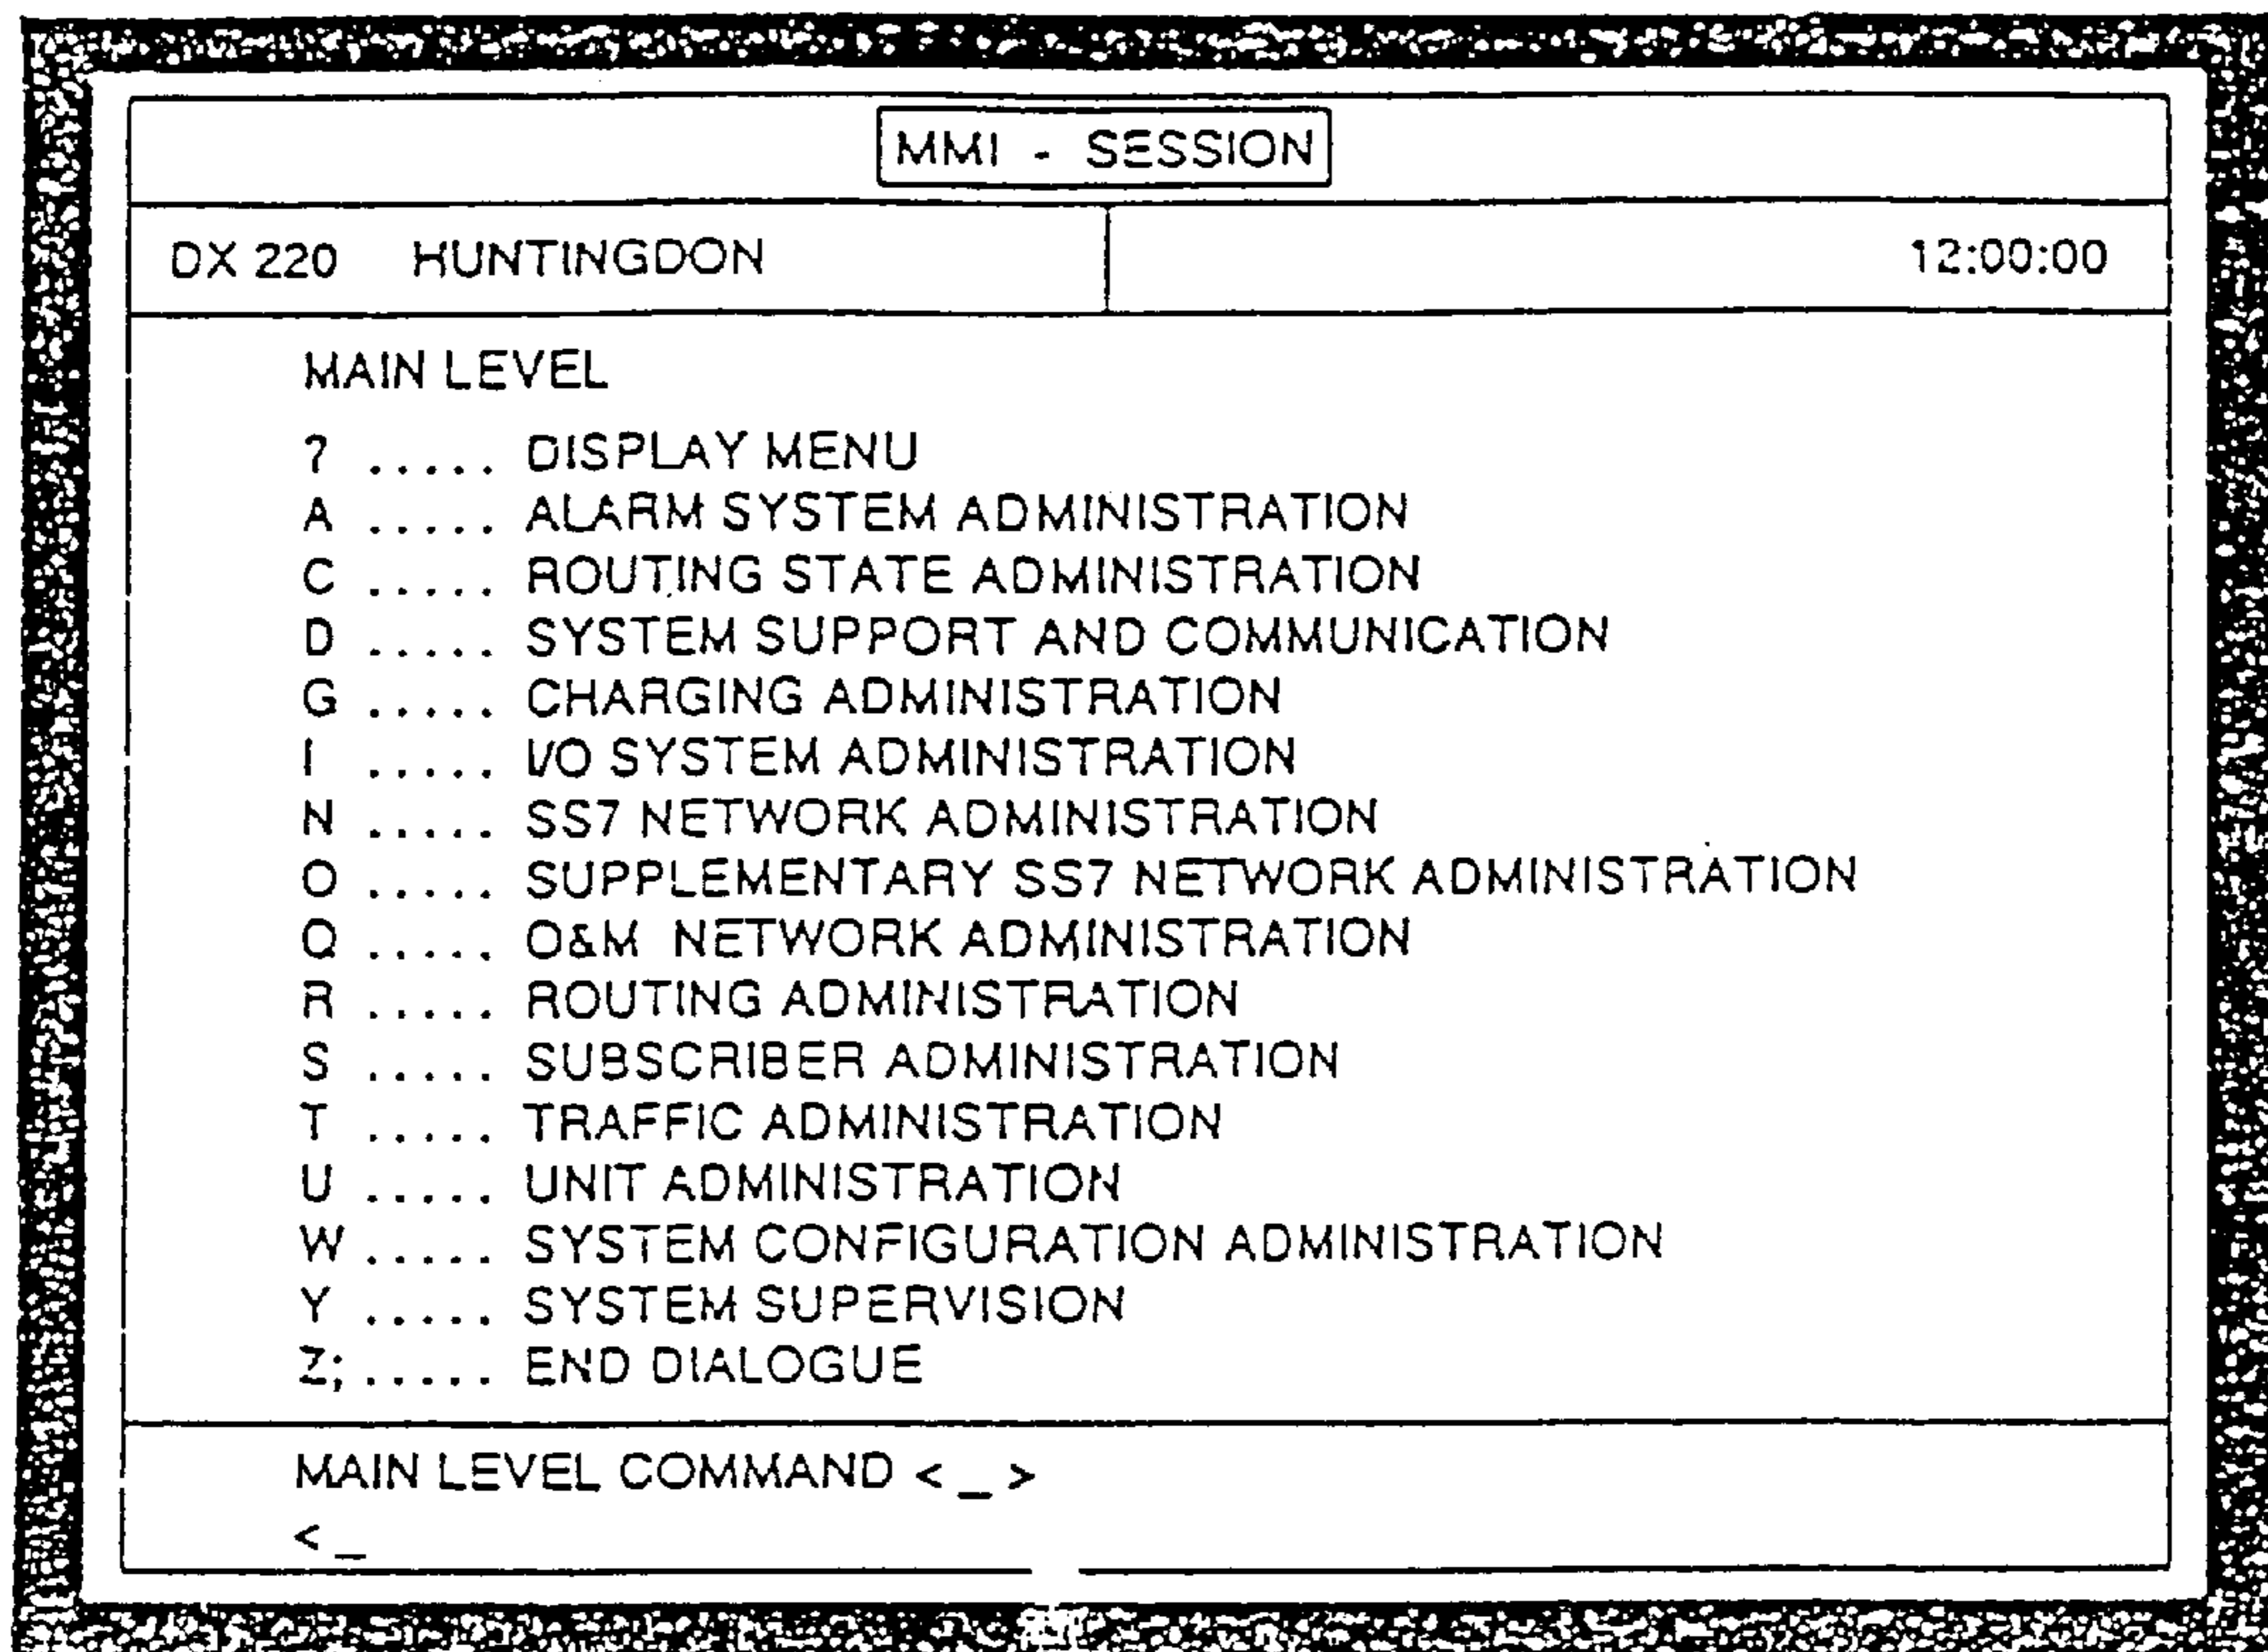 MMI - SESSION
DX 220 HUNTINGDON 12:00:00
MAIN LEVEL
? ..... DISPLAY MENU
A ..... ALARM SYSTEM ADMINISTRATION
C ..... ROUTING STATE ADMINISTRATION
D ..... SYSTEM SUPPORT AND COMMUNICATION
G ..... CHARGING ADMINISTRATION
I ..... I/O SYSTEM ADMINISTRATION
N ..... SS7 NETWORK ADMINISTRATION
O ..... SUPPLEMENTARY SS7 NETWORK ADMINISTRATION
Q ..... O&M NETWORK ADMINISTRATION
R ..... ROUTING ADMINISTRATION
S ..... SUBSCRIBER ADMINISTRATION
T ..... TRAFFIC ADMINISTRATION
U ..... UNIT ADMINISTRATION
W ..... SYSTEM CONFIGURATION ADMINISTRATION
Y ..... SYSTEM SUPERVISION
Z; ..... END DIALOGUE
MAIN LEVEL COMMAND < _ >
< _